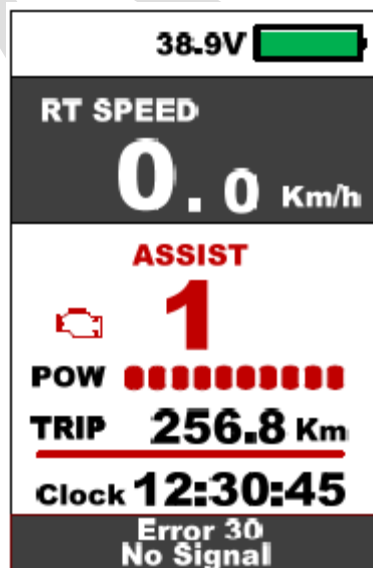 38.9V
RT SPEED
0.0 Km/h
ASSIST
1
POW
TRIP 256.8 Km
Clock 12:30:45
Error 30
No Signal